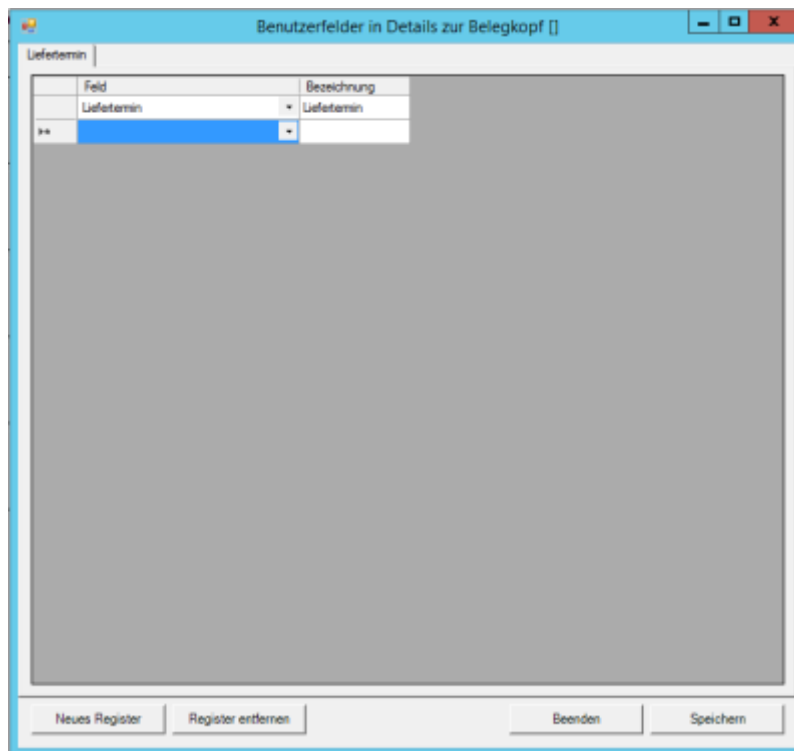 Benutzerfelder in Details zur Belegkopf []
Liefertermin
Feld Bezeichnung
Liefertermin Liefertermin
Neues Register Register entfernen Beenden Speichern